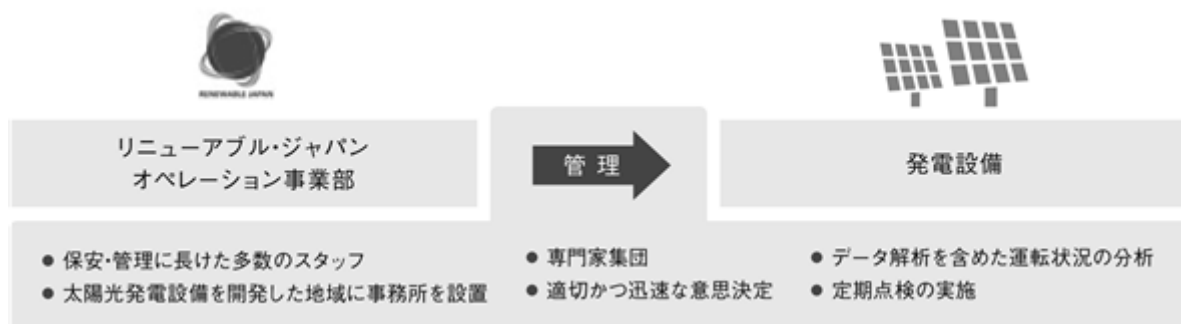 RENEWABLE JAPAN
リニューアブル・ジャパン
オペレーション事業部
管理
発電設備
● 保安・管理に長けた多数のスタッフ
● 太陽光発電設備を開発した地域に事務所を設置
● 専門家集団
● 適切かつ迅速な意思決定
● データ解析を含めた運転状況の分析
● 定期点検の実施